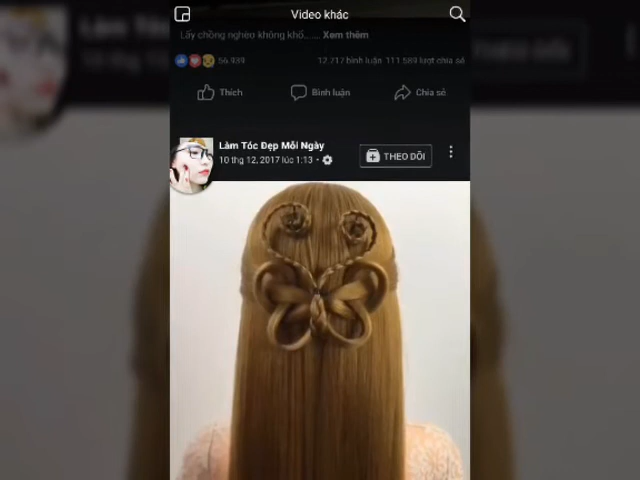 Video khác
Lấy chồng nghèo không khổ...... Xem thêm
56.939
12.217 bình luận 111.589 lượt chia sẻ
Thích
Bình luận
Chia sẻ
Làm Tóc Đẹp Mỗi Ngày
10 thg 12, 2017 lúc 1:13
THEO DÕI